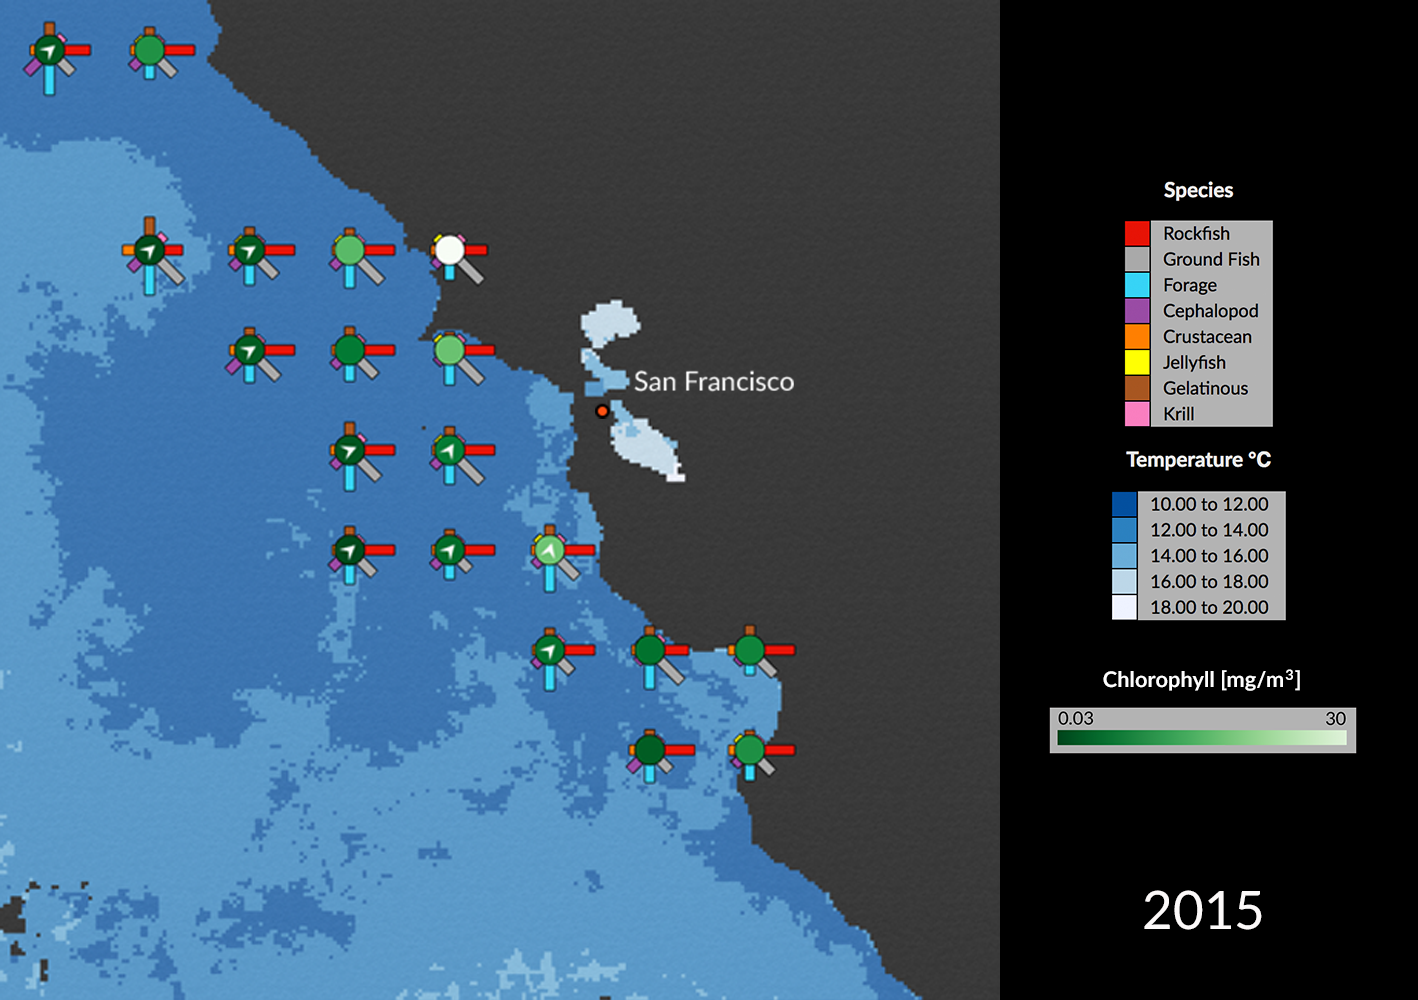 San Francisco
Species
Rockfish
Ground Fish
Forage
Cephalopod
Crustacean
Jellyfish
Gelatinous
Krill
Temperature °C
10.00 to 12.00
12.00 to 14.00
14.00 to 16.00
16.00 to 18.00
18.00 to 20.00
Chlorophyll [mg/m³]
0.03 30
2015